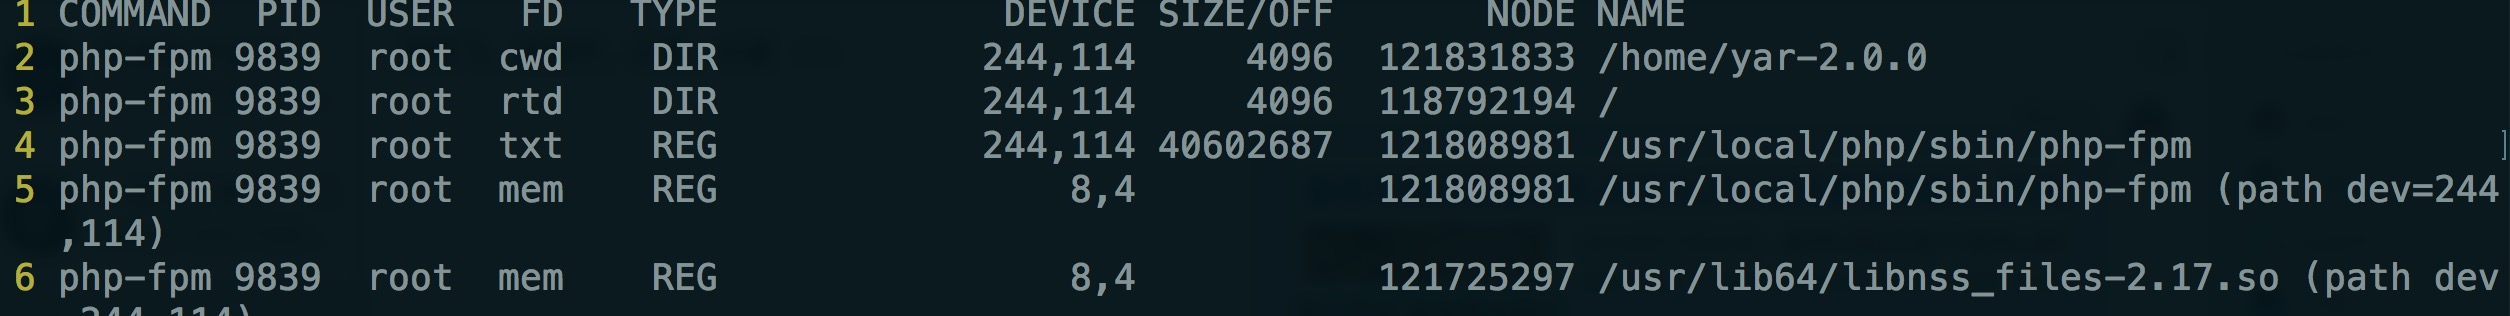 1 COMMAND  PID  USER   FD   TYPE             DEVICE SIZE/OFF       NODE NAME
2 php-fpm 9839  root  cwd    DIR            244,114     4096  121831833 /home/yar-2.0.0
3 php-fpm 9839  root  rtd    DIR            244,114     4096  118792194 /
4 php-fpm 9839  root  txt    REG            244,114 40602687  121808981 /usr/local/php/sbin/php-fpm
5 php-fpm 9839  root  mem    REG                8,4           121808981 /usr/local/php/sbin/php-fpm (path dev=244
,114)
6 php-fpm 9839  root  mem    REG                8,4           121725297 /usr/lib64/libnss_files-2.17.so (path dev
244,114)